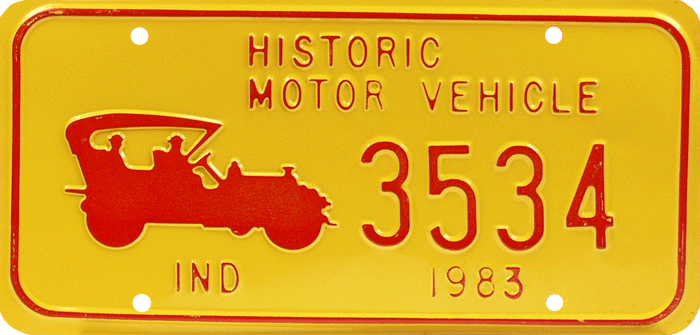 HISTORIC
MOTOR VEHICLE
3534
IND 1983